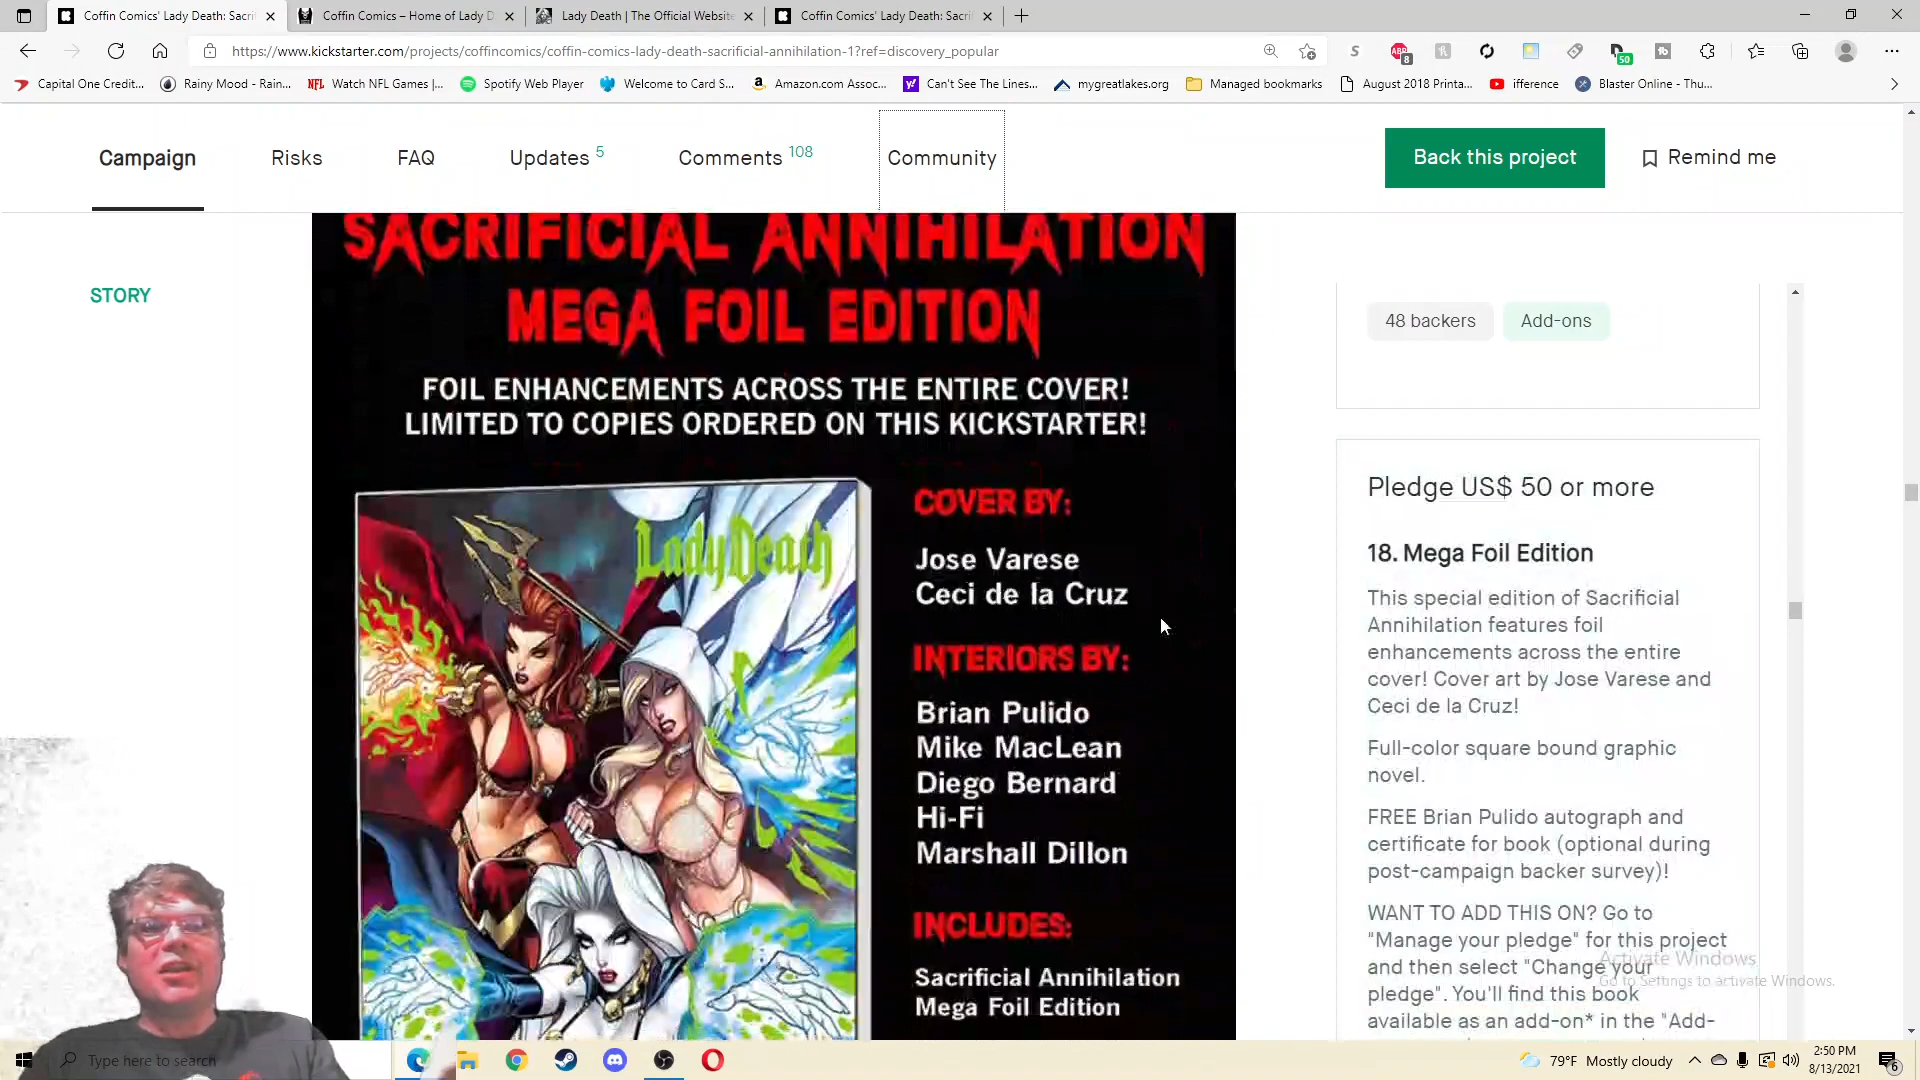 Coffin Comics' Lady Death: Sacri
Coffin Comics – Home of Lady D
Lady Death | The Official Website
Coffin Comics' Lady Death: Sacri
https://www.kickstarter.com/projects/coffincomics/coffin-comics-lady-death-sacrificial-annihilation-1?ref=discovery_popular
8
50
Capital One Credit...
Rainy Mood - Rain...
NFL
Watch NFL Games |...
Spotify Web Player
Welcome to Card S...
Amazon.com Assoc...
Can't See The Lines...
mygreatlakes.org
Managed bookmarks
August 2018 Printa...
ifference
Blaster Online - Thu...
Campaign
Risks
FAQ
Updates 5
Comments 108
Community
Back this project
Remind me
STORY
SACRIFICIAL ANNIHILATION
MEGA FOIL EDITION
FOIL ENHANCEMENTS ACROSS THE ENTIRE COVER!
LIMITED TO COPIES ORDERED ON THIS KICKSTARTER!
Lady Death
COVER BY:
Jose Varese
Ceci de la Cruz
INTERIORS BY:
Brian Pulido
Mike MacLean
Diego Bernard
Hi-Fi
Marshall Dillon
INCLUDES:
Sacrificial Annihilation
Mega Foil Edition
48 backers
Add-ons
Pledge US$ 50 or more
18. Mega Foil Edition
This special edition of Sacrificial
Annihilation features foil
enhancements across the entire
cover! Cover art by Jose Varese and
Ceci de la Cruz!
Full-color square bound graphic
novel.
FREE Brian Pulido autograph and
certificate for book (optional during
post-campaign backer survey)!
WANT TO ADD THIS ON? Go to
"Manage your pledge" for this project
and then select "Change your
pledge". You'll find this book
available as an add-on* in the "Add-
Activate Windows
Go to Settings to activate Windows.
Type here to search
79°F Mostly cloudy
2:50 PM
8/13/2021
6